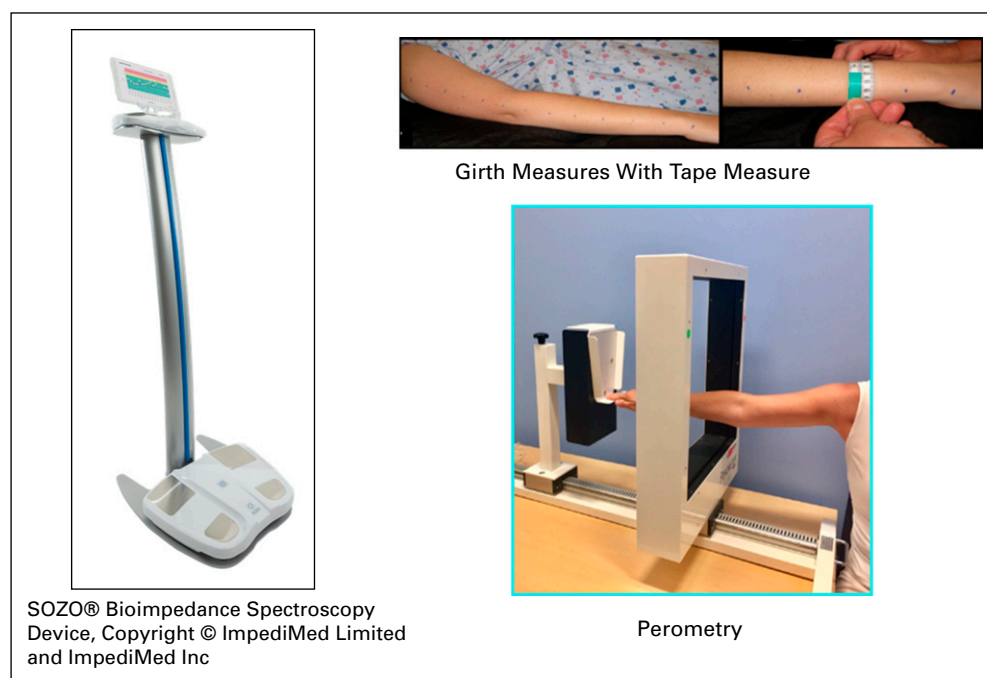 Girth Measures With Tape Measure
SOZO® Bioimpedance Spectroscopy
Device, Copyright © ImpediMed Limited
and ImpediMed Inc
Perometry